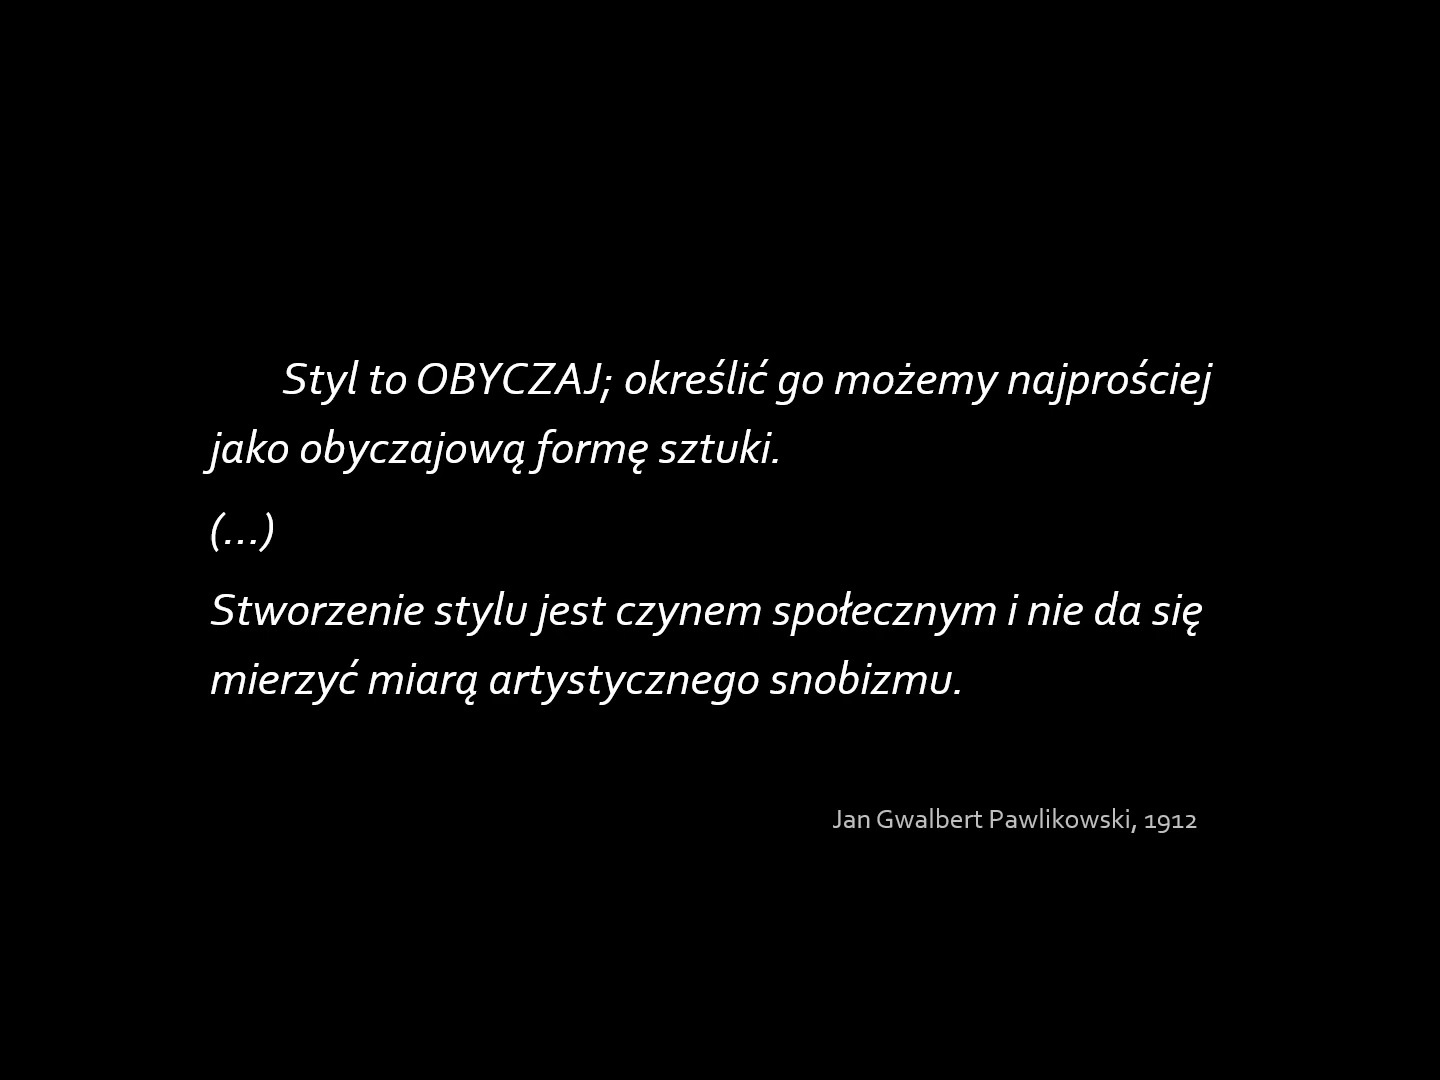 Styl to OBYCZAJ; określić go możemy najprościej
jako obyczajową formę sztuki.
(...)
Stworzenie stylu jest czynem społecznym i nie da się
mierzyć miarą artystycznego snobizmu.
Jan Gwalbert Pawlikowski, 1912